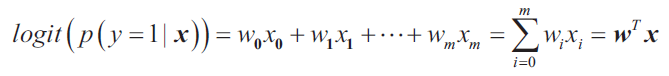 logit(p(y=1|x)) = w₀x₀ + w₁x₁ + ⋯ + wₘxₘ = ∑ᵢ₌₀ᵐ wᵢxᵢ = wᵀx